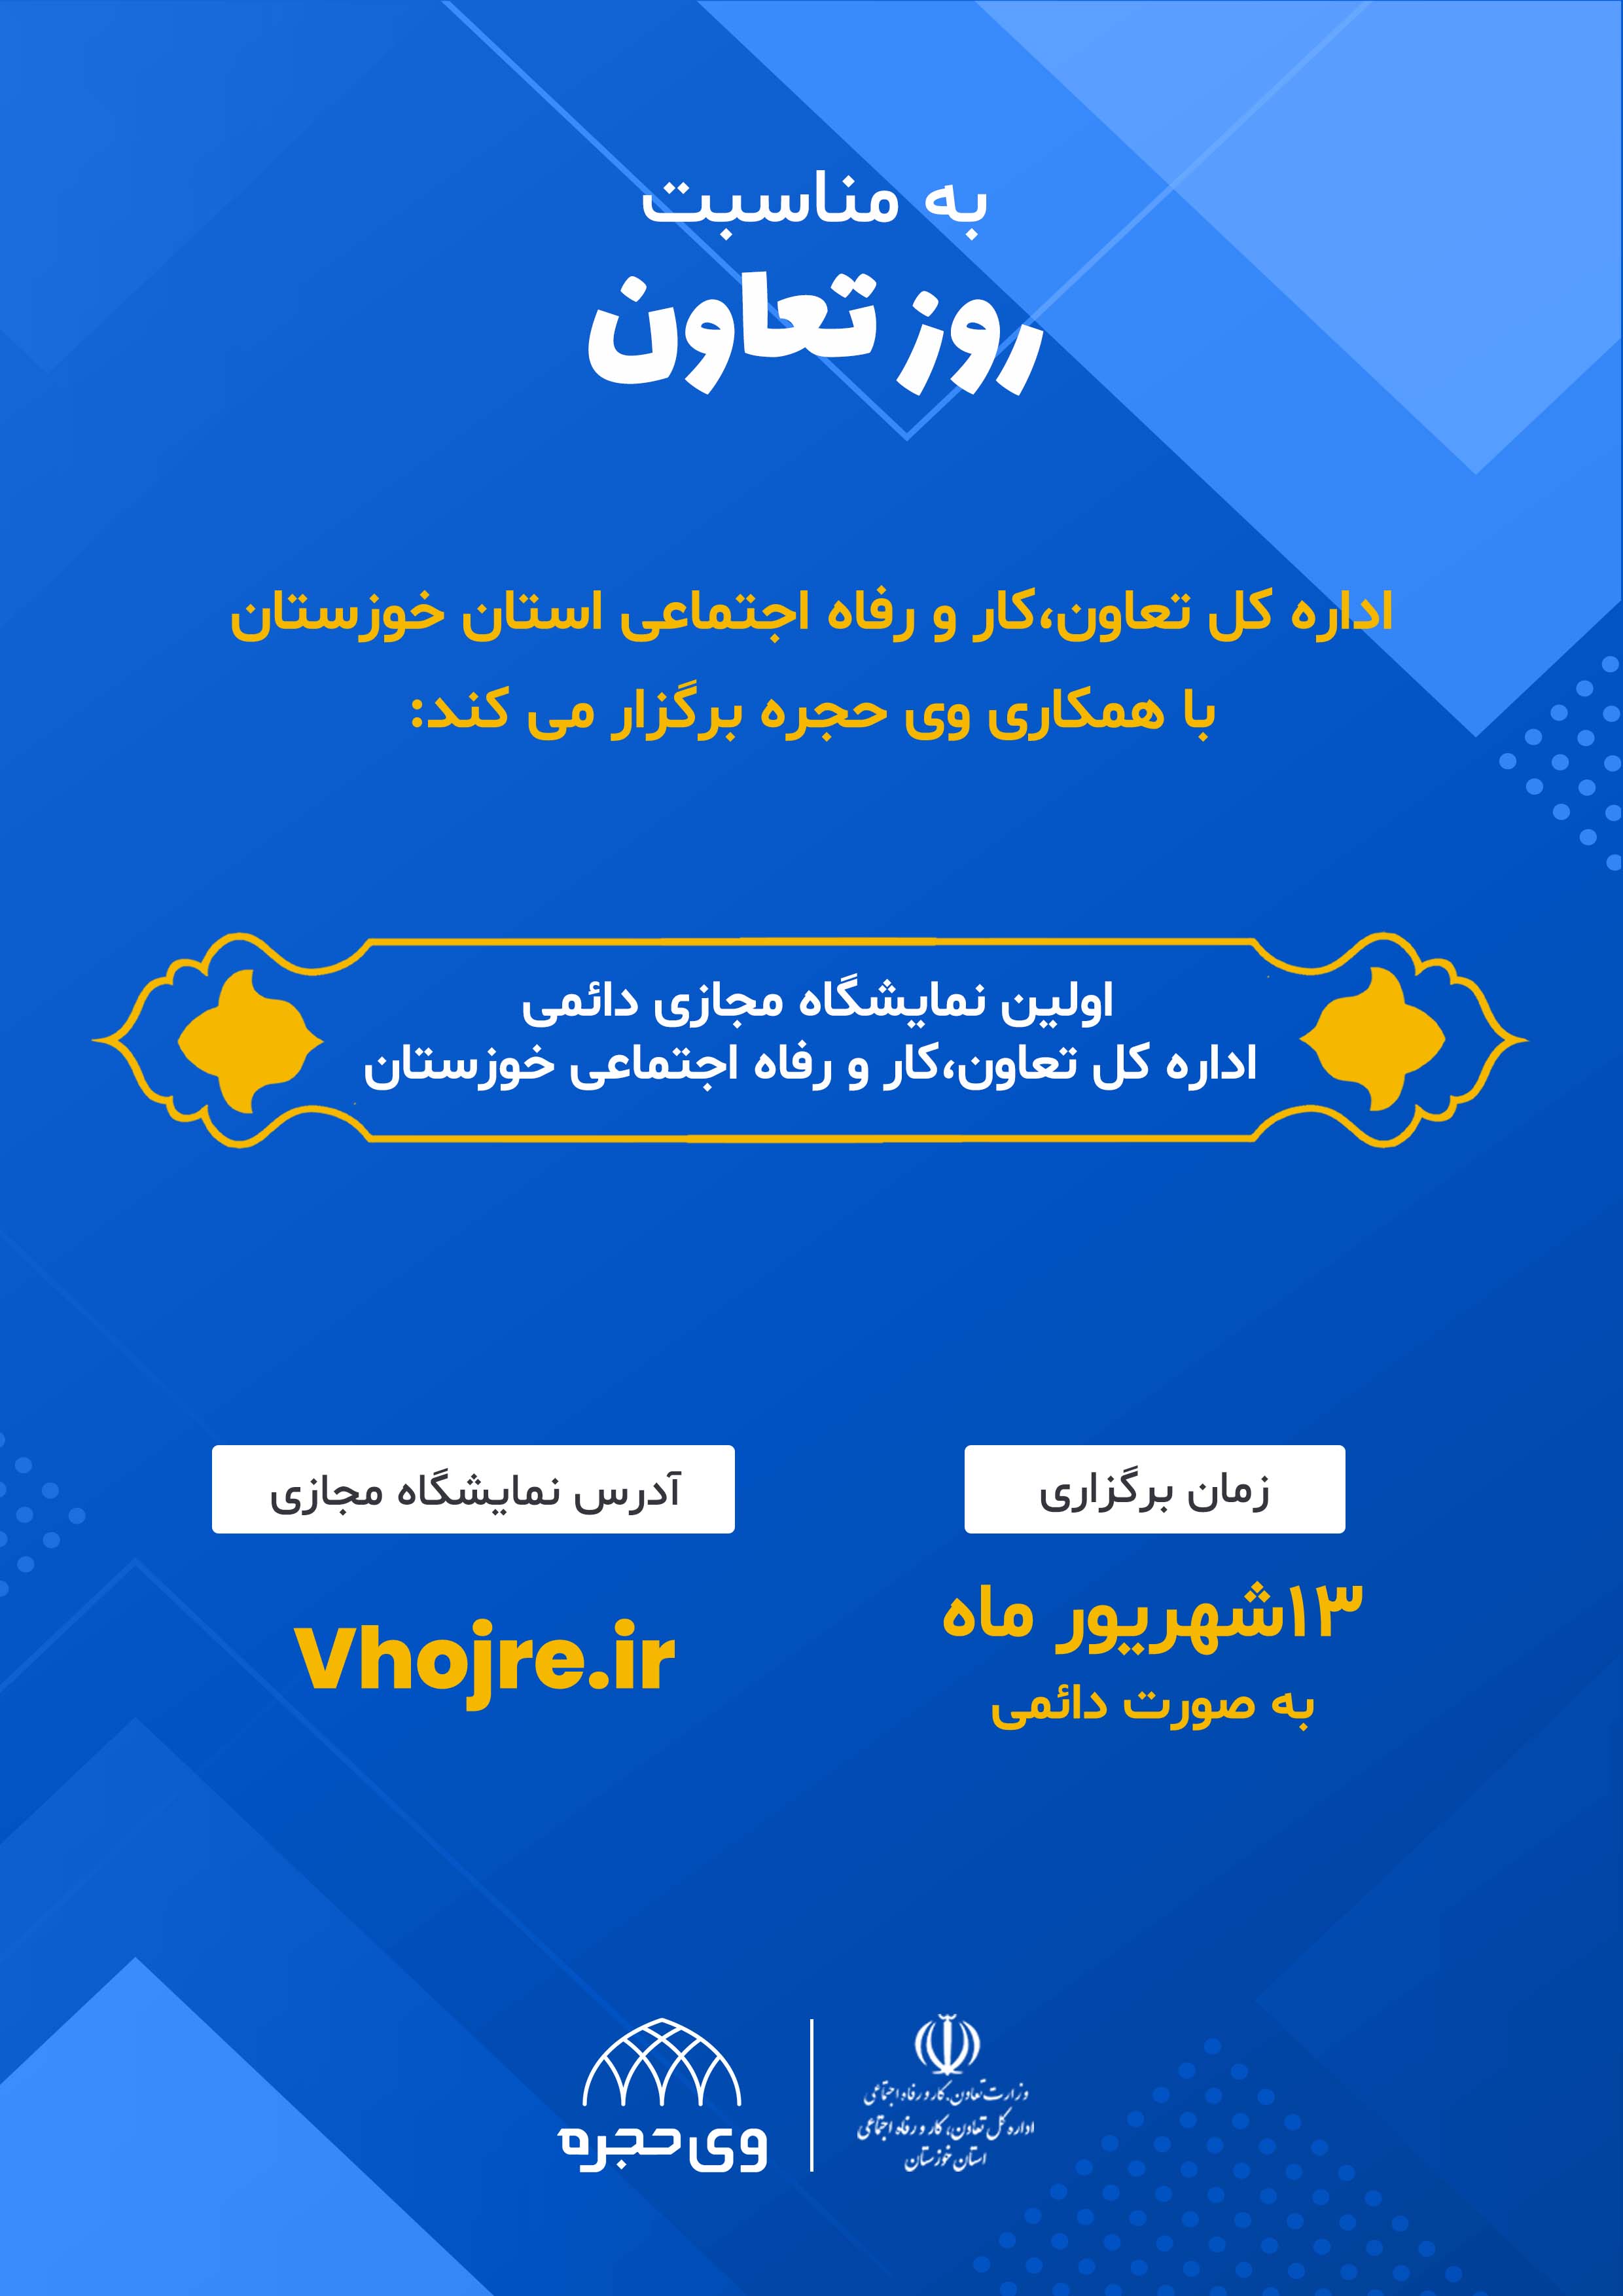 به مناسبت
روز تعاون
اداره کل تعاون،کار و رفاه اجتماعی استان خوزستان
با همکاری وی حجره برگزار می کند:
اولین نمایشگاه مجازی دائمی
اداره کل تعاون،کار و رفاه اجتماعی خوزستان
زمان برگزاری
۱۳شهریور ماه
به صورت دائمی
آدرس نمایشگاه مجازی
Vhojre.ir
وزارت تعاون، کار و رفاه اجتماعی
اداره کل تعاون، کار و رفاه اجتماعی
استان خوزستان
وی حجره